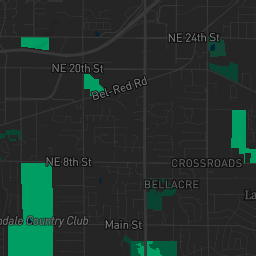 NE 24th St
NE 20th St
Bel-Red Rd
NE 8th St
CROSSROADS
BELLACRE
La
ndale Country Club
Main St